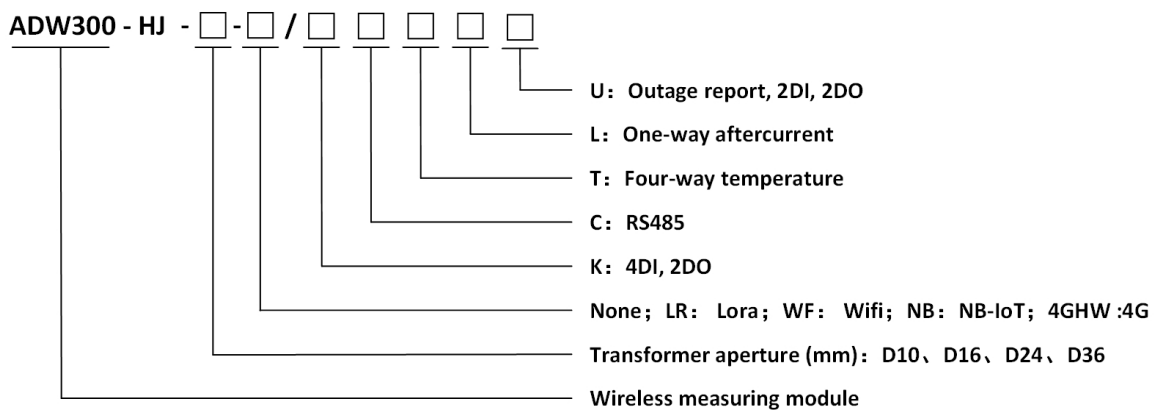 ADW300 - HJ - □ - □ / □ □ □ □ □
U： Outage report, 2DI, 2DO
L： One-way aftercurrent
T： Four-way temperature
C： RS485
K： 4DI, 2DO
None； LR： Lora； WF： Wifi； NB： NB-IoT； 4GHW :4G
Transformer aperture (mm)： D10、D16、D24、D36
Wireless measuring module